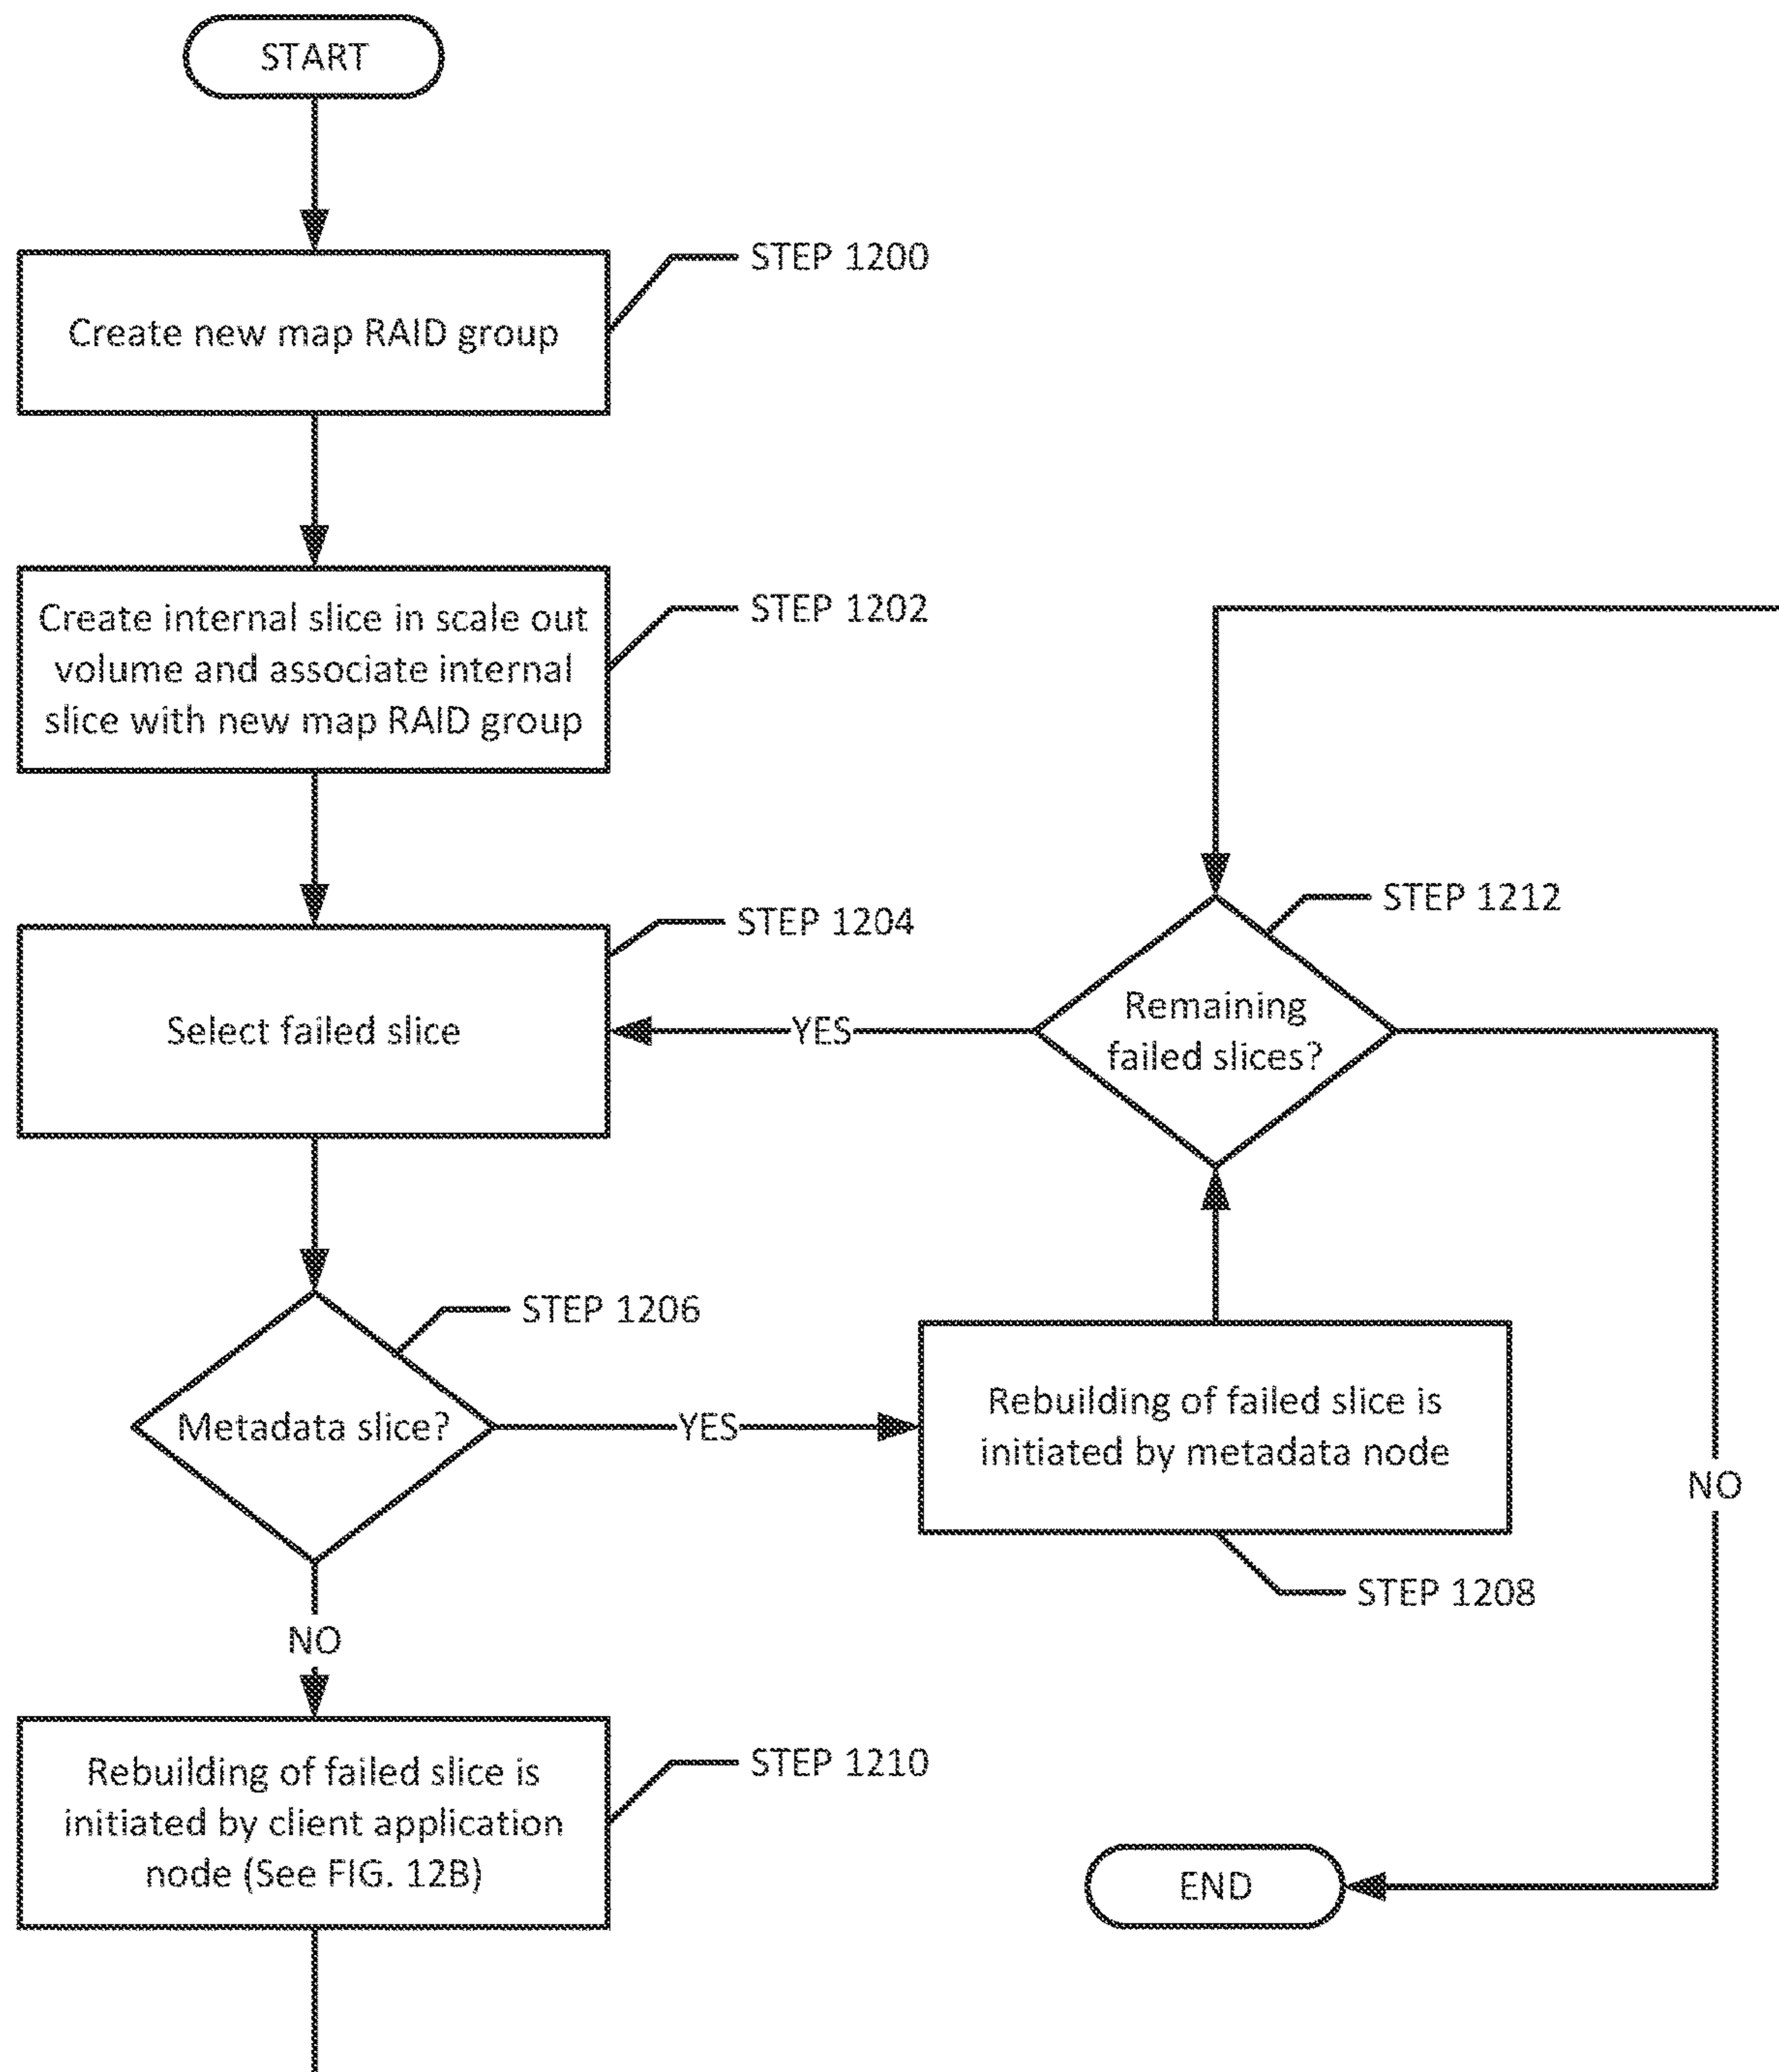 START
STEP 1200
Create new map RAID group
STEP 1202
Create internal slice in scale out
volume and associate internal
slice with new map RAID group
STEP 1204
Select failed slice
YES
STEP 1212
Remaining
failed slices?
STEP 1206
Metadata slice?
YES
Rebuilding of failed slice is
initiated by metadata node
STEP 1208
NO
NO
STEP 1210
Rebuilding of failed slice is
initiated by client application
node (See FIG. 12B)
END